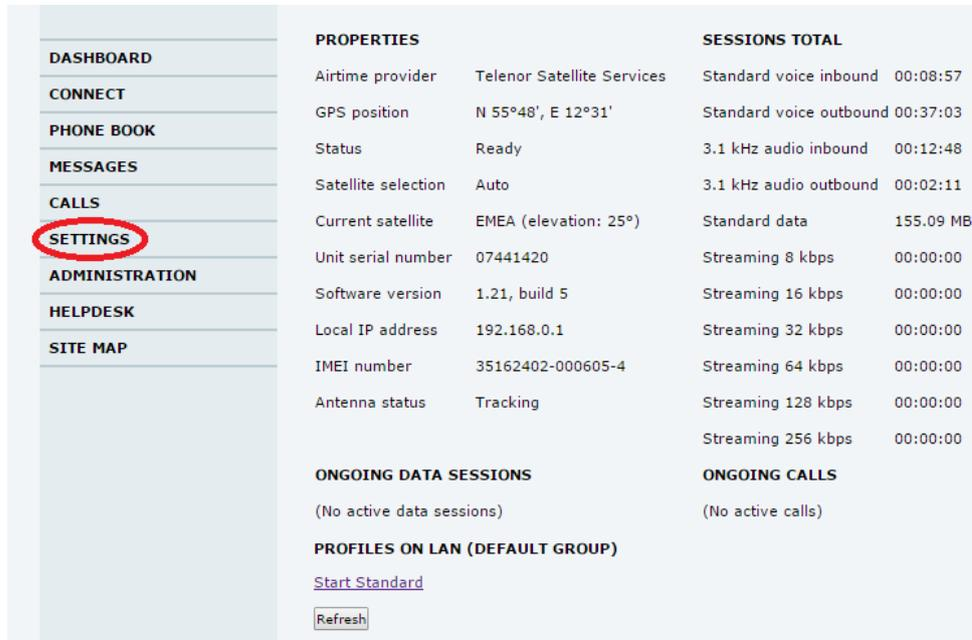 DASHBOARD
CONNECT
PHONE BOOK
MESSAGES
CALLS
SETTINGS
ADMINISTRATION
HELPDESK
SITE MAP
PROPERTIES
Airtime provider Telenor Satellite Services
GPS position N 55°48', E 12°31'
Status Ready
Satellite selection Auto
Current satellite EMEA (elevation: 25°)
Unit serial number 07441420
Software version 1.21, build 5
Local IP address 192.168.0.1
IMEI number 35162402-000605-4
Antenna status Tracking
SESSIONS TOTAL
Standard voice inbound 00:08:57
Standard voice outbound 00:37:03
3.1 kHz audio inbound 00:12:48
3.1 kHz audio outbound 00:02:11
Standard data 155.09 MB
Streaming 8 kbps 00:00:00
Streaming 16 kbps 00:00:00
Streaming 32 kbps 00:00:00
Streaming 64 kbps 00:00:00
Streaming 128 kbps 00:00:00
Streaming 256 kbps 00:00:00
ONGOING DATA SESSIONS
(No active data sessions)
ONGOING CALLS
(No active calls)
PROFILES ON LAN (DEFAULT GROUP)
Start Standard
Refresh